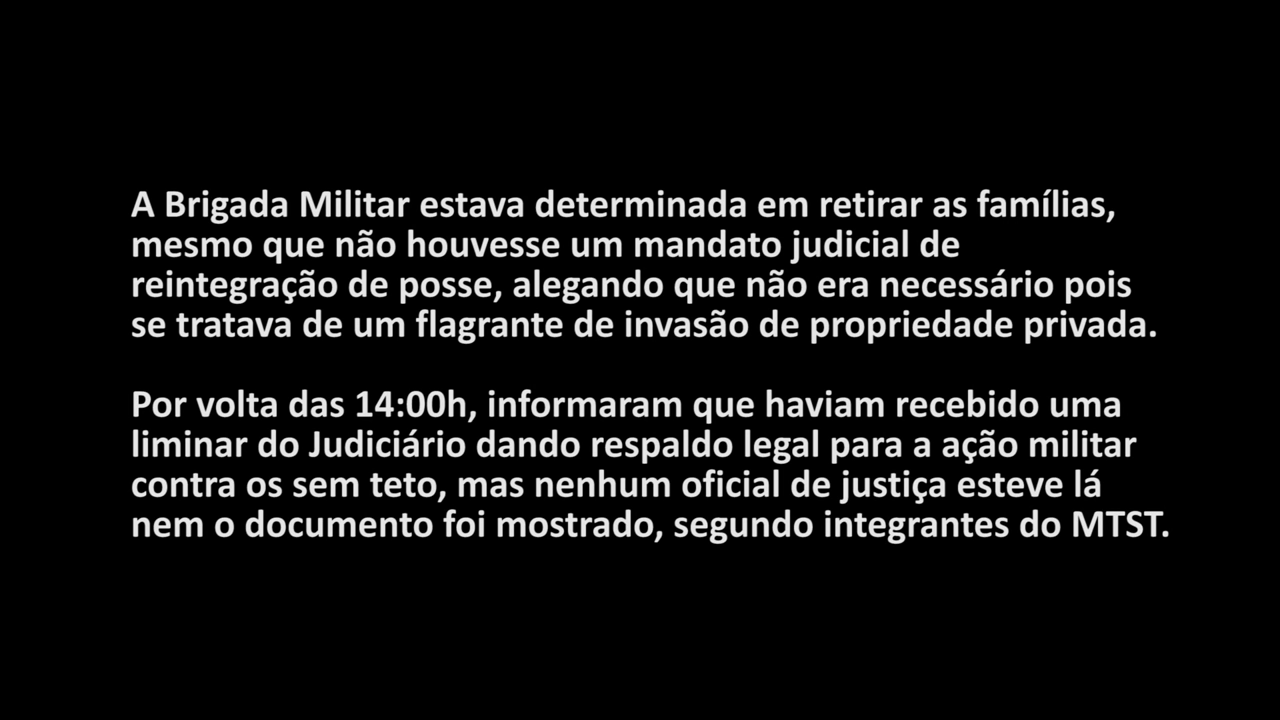 A Brigada Militar estava determinada em retirar as famílias,
mesmo que não houvesse um mandato judicial de
reintegração de posse, alegando que não era necessário pois
se tratava de um flagrante de invasão de propriedade privada.
Por volta das 14:00h, informaram que haviam recebido uma
liminar do Judiciário dando respaldo legal para a ação militar
contra os sem teto, mas nenhum oficial de justiça esteve lá
nem o documento foi mostrado, segundo integrantes do MTST.